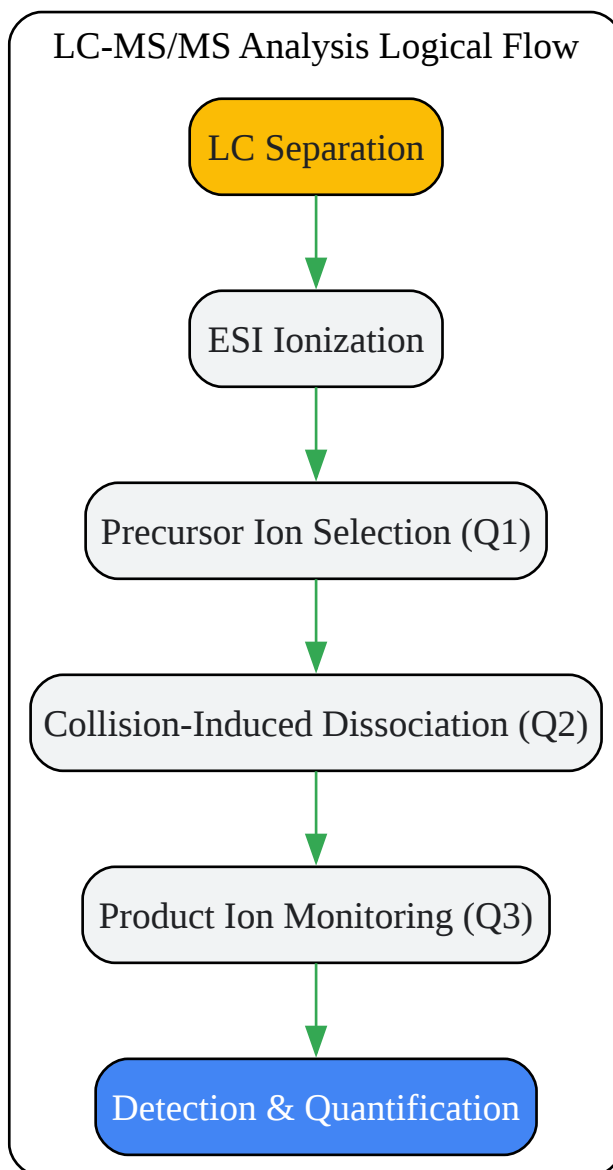 LC-MS/MS Analysis Logical Flow
LC Separation
ESI Ionization
Precursor Ion Selection (Q1)
Collision-Induced Dissociation (Q2)
Product Ion Monitoring (Q3)
Detection & Quantification